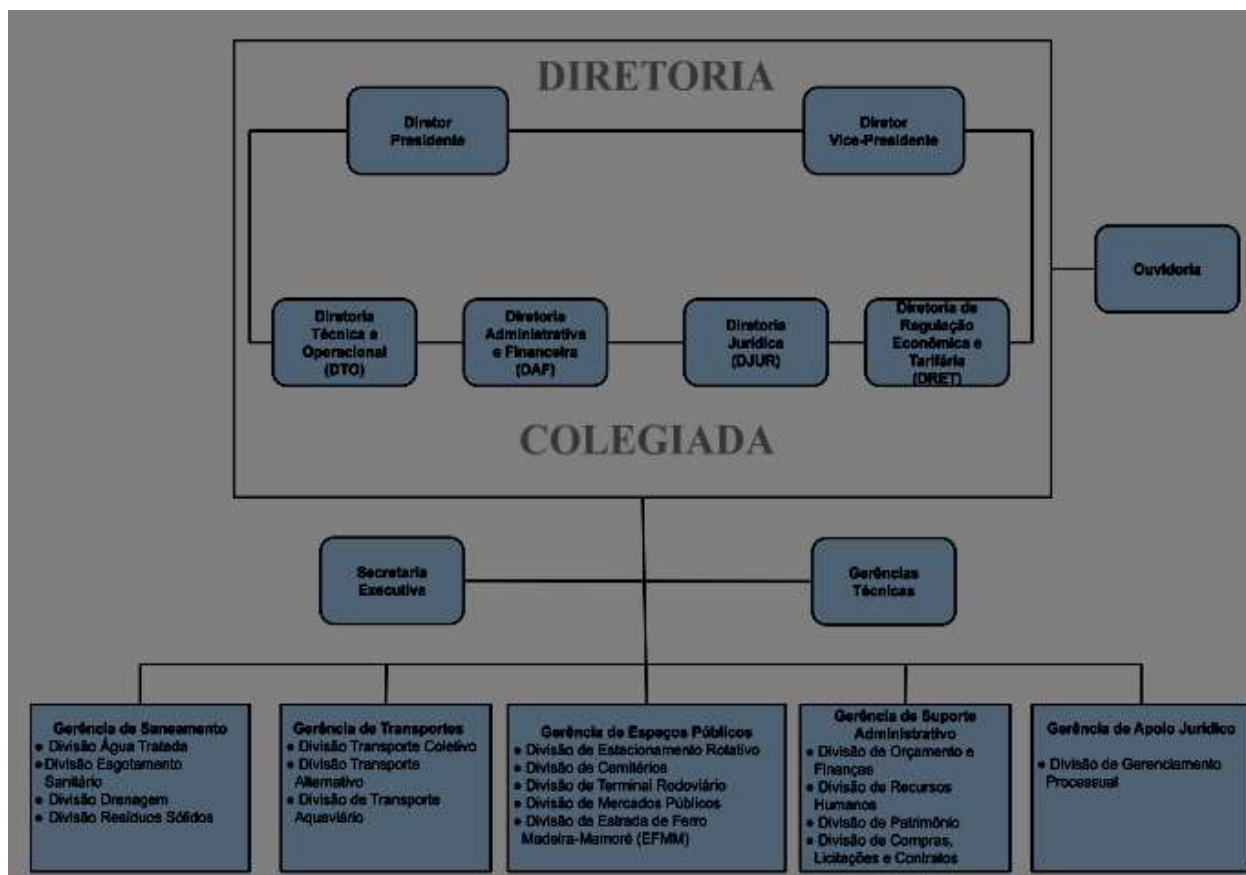 DIRETORIA
Diretor
Presidente
Diretor
Vice-Presidente
Ouvidoria
Diretoria
Técnica e
Operacional
(DTO)
Diretoria
Administrativa
e Financeira
(DAF)
Diretoria
Jurídica
(DJUR)
Diretoria de
Regulação
Econômica e
Tarifária
(DRET)
COLEGIADA
Secretaria
Executiva
Gerências
Técnicas
Gerência de Saneamento
● Divisão Água Tratada
● Divisão Esgotamento
Sanitário
● Divisão Drenagem
● Divisão Resíduos Sólidos
Gerência de Transportes
● Divisão Transporte Coletivo
● Divisão Transporte
Alternativo
● Divisão de Transporte
Aquaviário
Gerência de Espaços Públicos
● Divisão de Estacionamento Rotativo
● Divisão de Cemitérios
● Divisão de Terminal Rodoviário
● Divisão de Mercados Públicos
● Divisão da Estrada de Ferro
Madeira-Mamoré (EFMM)
Gerência de Suporte
Administrativo
● Divisão de Orçamento e
Finanças
● Divisão de Recursos
Humanos
● Divisão de Patrimônio
● Divisão de Compras,
Licitações e Contratos
Gerência de Apoio Jurídico
● Divisão de Gerenciamento
Processual